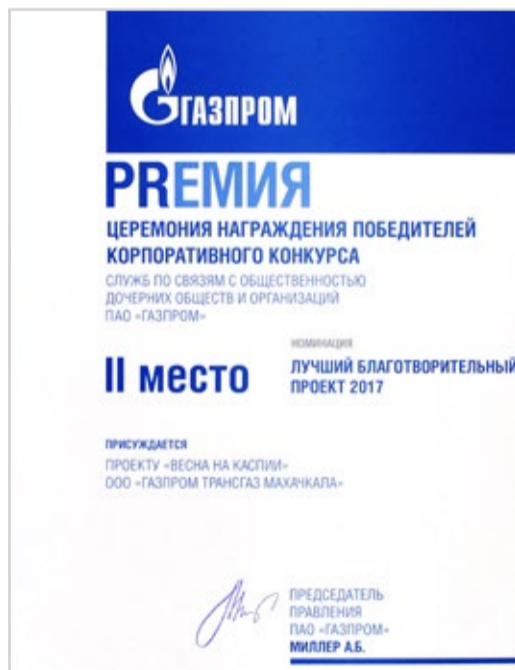 ГАЗПРОМ
PRЕМИЯ
ЦЕРЕМОНИЯ НАГРАЖДЕНИЯ ПОБЕДИТЕЛЕЙ
КОРПОРАТИВНОГО КОНКУРСА
СЛУЖБ ПО СВЯЗЯМ С ОБЩЕСТВЕННОСТЬЮ
ДОЧЕРНИХ ОБЩЕСТВ И ОРГАНИЗАЦИЙ
ПАО «ГАЗПРОМ»
II место
НОМИНАЦИЯ
ЛУЧШИЙ БЛАГОТВОРИТЕЛЬНЫЙ
ПРОЕКТ 2017
ПРИСУЖДАЕТСЯ
ПРОЕКТУ «ВЕСНА НА КАСПИИ»
ООО «ГАЗПРОМ ТРАНСГАЗ МАХАЧКАЛА»
ПРЕДСЕДАТЕЛЬ
ПРАВЛЕНИЯ
ПАО «ГАЗПРОМ»
МИЛЛЕР А.Б.